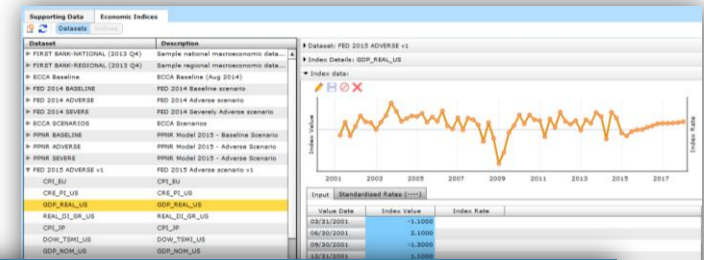 Supporting Data Economic Indices
Datasets Indices
Dataset Description
FIRST BANK-NATIONAL (2013 Q4) Sample national macroeconomic data...
FIRST BANK-REGIONAL (2013 Q4) Sample regional macroeconomic data...
ECCA Baseline ECCA Baseline (Aug 2014)
FED 2014 BASELINE FED 2014 Baseline scenario
FED 2014 ADVERSE FED 2014 Adverse scenario
FED 2014 SEVERE FED 2014 Severely Adverse scenario
ECCA SCENARIOS ECCA Scenarios
PPNR BASELINE PPNR Model 2015 - Baseline Scenario
PPNR ADVERSE PPNR Model 2015 - Adverse Scenario
PPNR SEVERE PPNR Model 2015 - Adverse Scenario
FED 2015 ADVERSE v1 FED 2015 Adverse scenario v1
CPI_EU CPI_EU
CRE_PI_US CRE_PI_US
GDP_REAL_US GDP_REAL_US
REAL_DI_GR_US REAL_DI_GR_US
CPI_JP CPI_JP
DOW_TSMI_US DOW_TSMI_US
GDP_NOM_US GDP_NOM_US
Dataset: FED 2015 ADVERSE v1
Index Details: GDP_REAL_US
Index data:
Index Value
Index Rate
2001 2003 2005 2007 2009 2011 2013 2015 2017
Input Standardized Rates (----)
Value Date Index Value Index Rate
03/31/2001 -1.1000
06/30/2001 2.1000
09/30/2001 -1.3000
12/31/2001 1.1000